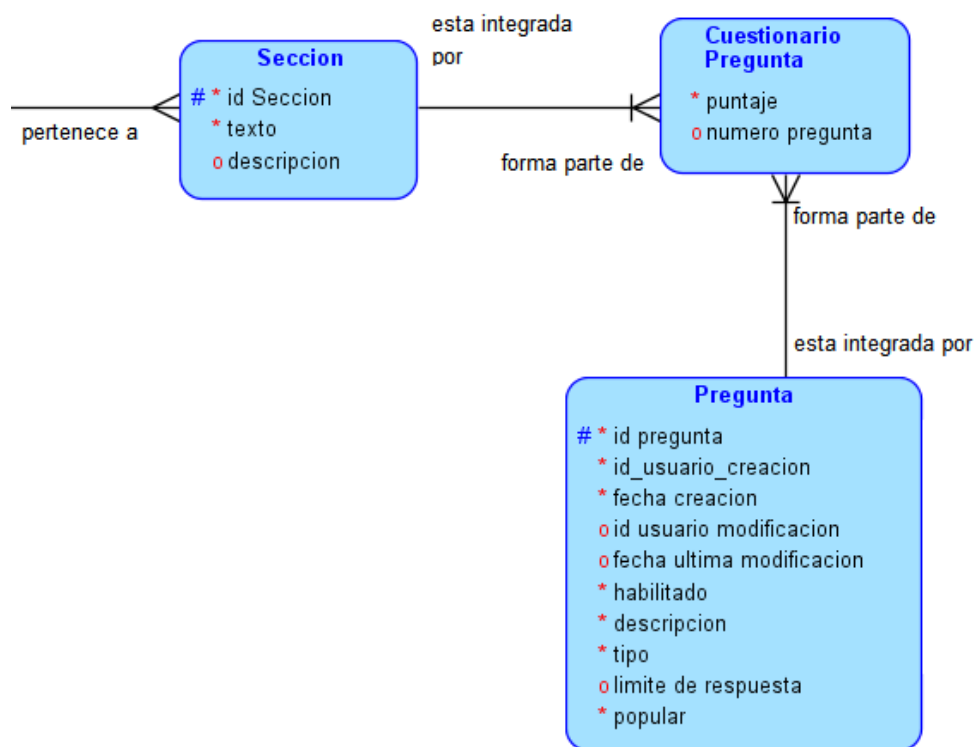 esta integrada
por
Seccion
# * id Seccion
* texto
o descripcion
pertenece a
Cuestionario
Pregunta
* puntaje
o numero pregunta
forma parte de
forma parte de
esta integrada por
Pregunta
# * id pregunta
* id_usuario_creacion
* fecha creacion
o id usuario modificacion
o fecha ultima modificacion
* habilitado
* descripcion
* tipo
o limite de respuesta
* popular